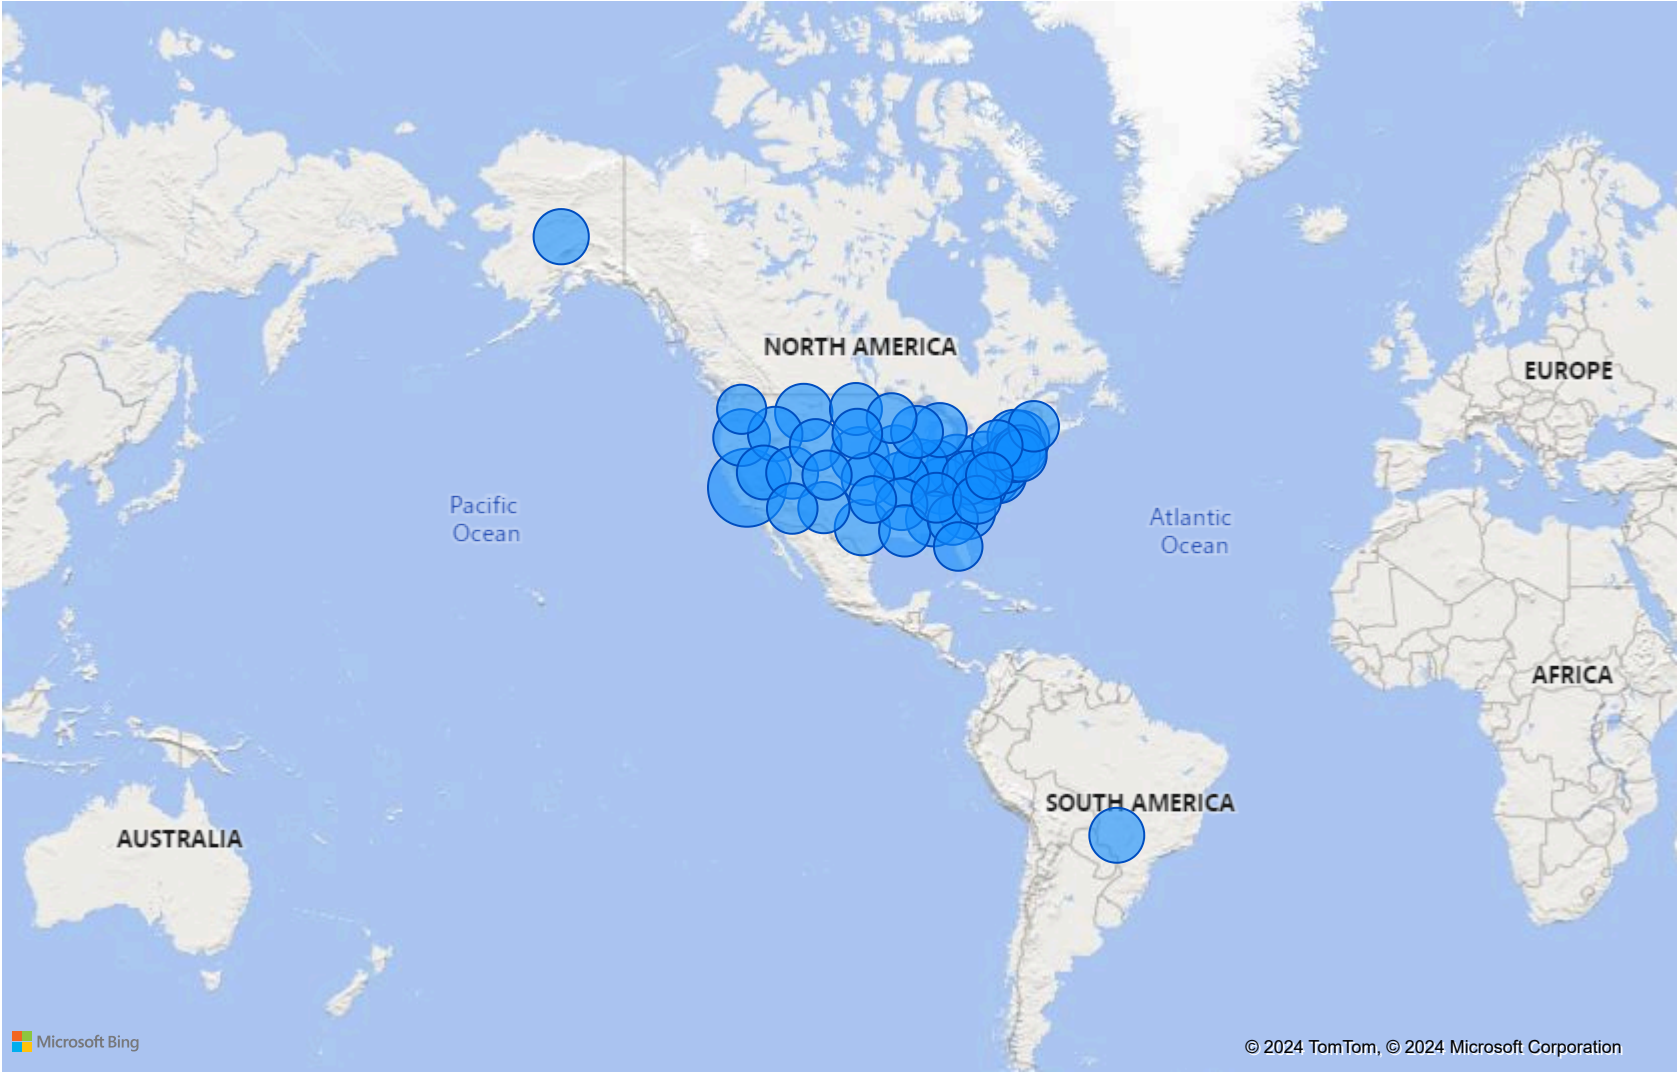 NORTH AMERICA
EUROPE
Pacific
Ocean
Atlantic
Ocean
AFRICA
SOUTH AMERICA
AUSTRALIA
Microsoft Bing
© 2024 TomTom, © 2024 Microsoft Corporation